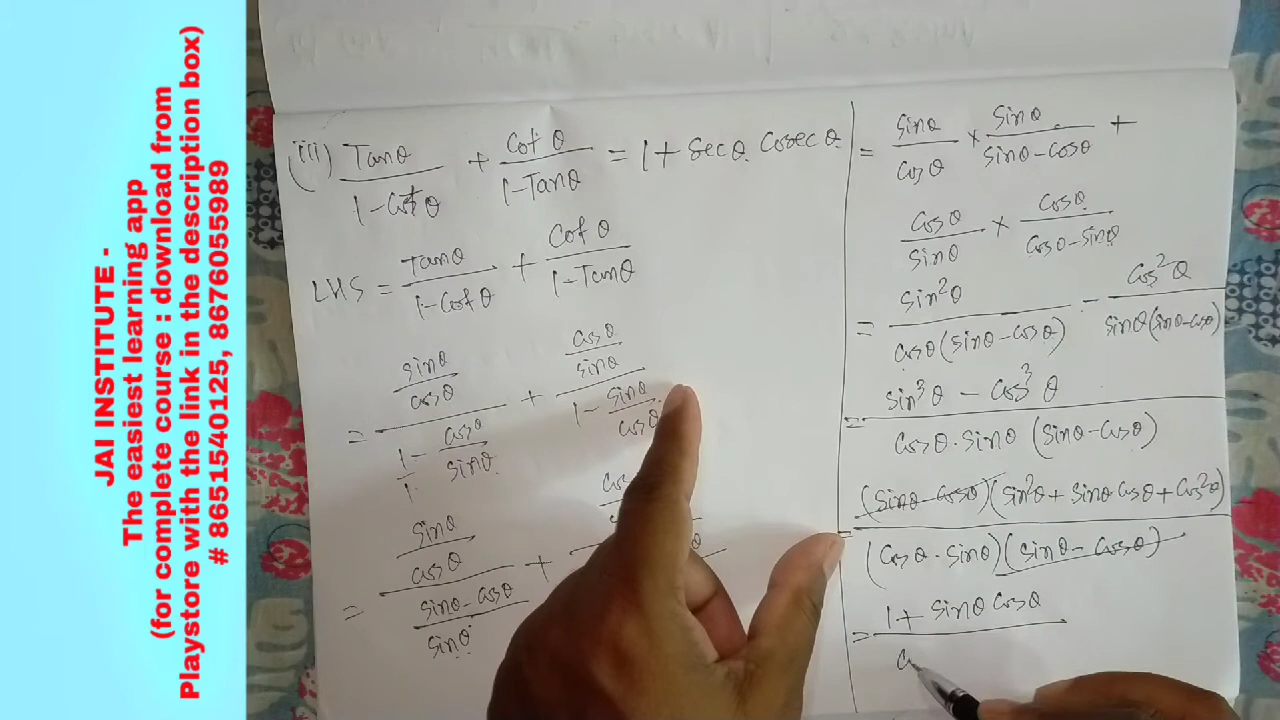 JAI INSTITUTE -
The easiest learning app
(for complete course : download from
Playstore with the link in the description box)
# 8651540125, 8676055989
(iii) Tanθ/(1-Cotθ) + Cotθ/(1-Tanθ) = 1 + secθ. Cosecθ.
LHS = Tanθ/(1-Cotθ) + Cotθ/(1-Tanθ)
= (sinθ/cosθ)/(1/1 - cosθ/sinθ) + (cosθ/sinθ)/(1 - sinθ/cosθ)
= (sinθ/cosθ)/((sinθ-cosθ)/sinθ) +
= sinθ/cosθ × sinθ/(sinθ-cosθ) +
cosθ/sinθ × cosθ/(cosθ-sinθ)
= sin²θ/(cosθ(sinθ-cosθ)) - cos²θ/(sinθ(sinθ-cosθ))
= (sin³θ - cos³θ)/(cosθ·sinθ (sinθ-cosθ))
= (sinθ-cosθ)(sin²θ + sinθ cosθ + cos²θ)/((cosθ·sinθ)(sinθ-cosθ))
= 1 + sinθ cosθ